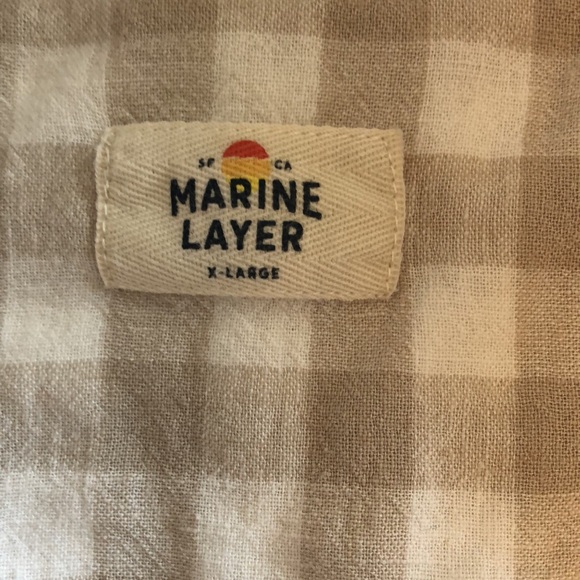 SF CA
MARINE
LAYER
X-LARGE